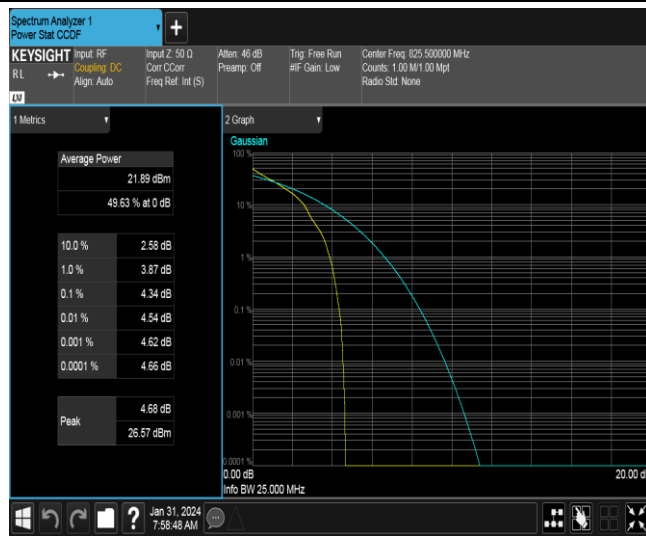 Spectrum Analyzer 1
Power Stat CCDF
+
KEYSIGHT
RL
LXI
Input: RF
Coupling: DC
Align: Auto
Input Z: 50 Ω
Corr CCorr
Freq Ref: Int (S)
Atten: 46 dB
Preamp: Off
Trig: Free Run
#IF Gain: Low
Center Freq: 825.500000 MHz
Counts: 1.00 M/1.00 Mpt
Radio Std: None
1 Metrics
Average Power
21.89 dBm
49.63 % at 0 dB
10.0 % 2.58 dB
1.0 % 3.87 dB
0.1 % 4.34 dB
0.01 % 4.54 dB
0.001 % 4.62 dB
0.0001 % 4.66 dB
Peak
4.68 dB
26.57 dBm
2 Graph
Gaussian
100 %
10 %
1 %
0.1 %
0.01 %
0.001 %
0.0001 %
0.00 dB
20.00 d
Info BW 25.000 MHz
?
Jan 31, 2024
7:58:48 AM